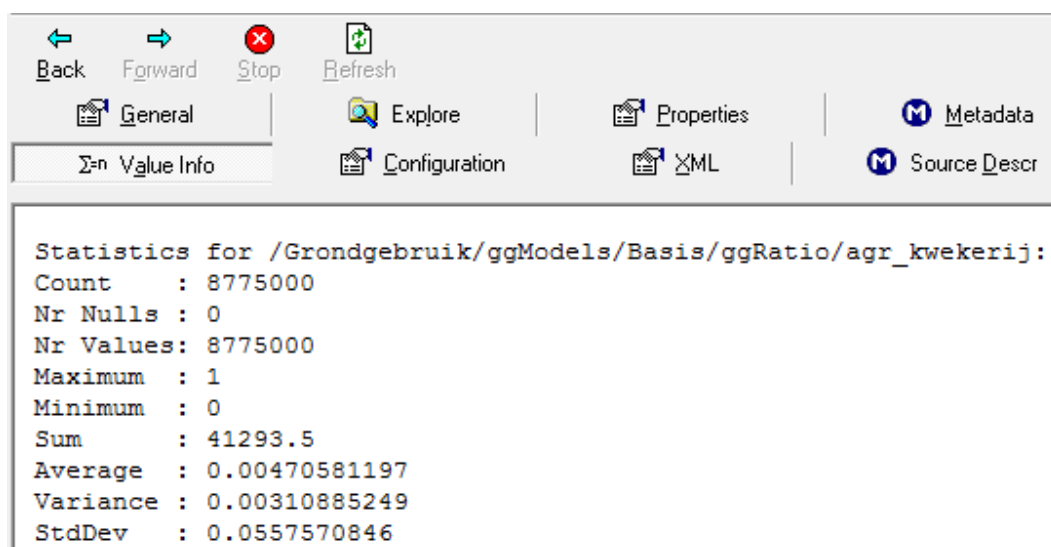 Back Forward Stop Refresh
General Explore Properties Metadata
Σ=n Value Info Configuration XML Source Descr
Statistics for /Grondgebruik/ggModels/Basis/ggRatio/agr_kwekerij:
Count : 8775000
Nr Nulls : 0
Nr Values: 8775000
Maximum : 1
Minimum : 0
Sum : 41293.5
Average : 0.00470581197
Variance : 0.00310885249
StdDev : 0.0557570846